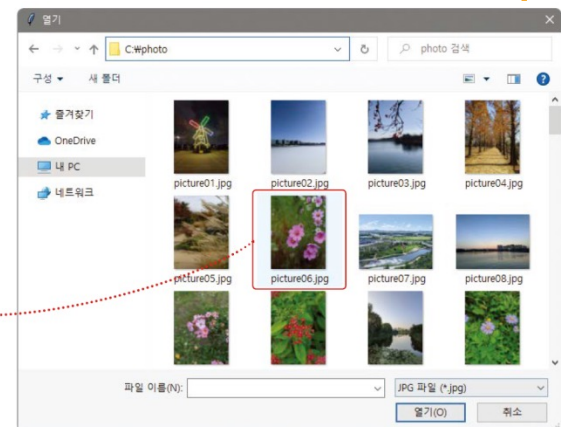 열기
C:₩photo
photo 검색
구성 새 폴더
즐겨찾기
OneDrive
내 PC
네트워크
picture01.jpg picture02.jpg picture03.jpg picture04.jpg
picture05.jpg picture06.jpg picture07.jpg picture08.jpg
파일 이름(N): JPG 파일 (*.jpg)
열기(O) 취소